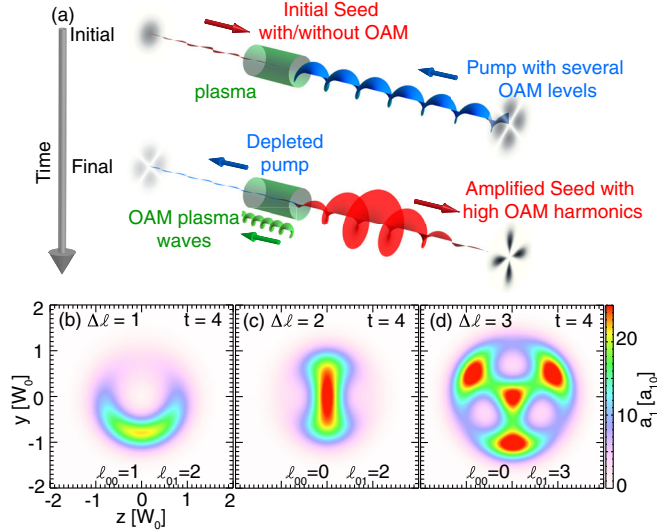 (a)
Initial
Initial Seed
with/without OAM
plasma
Pump with several
OAM levels
Time
Final
Depleted
pump
OAM plasma
waves
Amplified Seed with
high OAM harmonics
(b) Δℓ = 1 t = 4
(c) Δℓ = 2 t = 4
(d) Δℓ = 3 t = 4
ℓ00=1 ℓ01=2
ℓ00=0 ℓ01=2
ℓ00=0 ℓ01=3
y [W0]
2
1
0
-1
-2
-2 -1 0 1 2
z [W0]
20
10
0
a1 [a10]